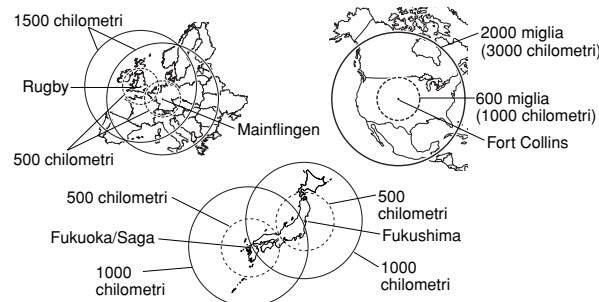 1500 chilometri
Rugby
500 chilometri
Mainflingen
2000 miglia
(3000 chilometri)
600 miglia
(1000 chilometri)
Fort Collins
500 chilometri
Fukuoka/Saga
1000
chilometri
500
chilometri
Fukushima
1000
chilometri